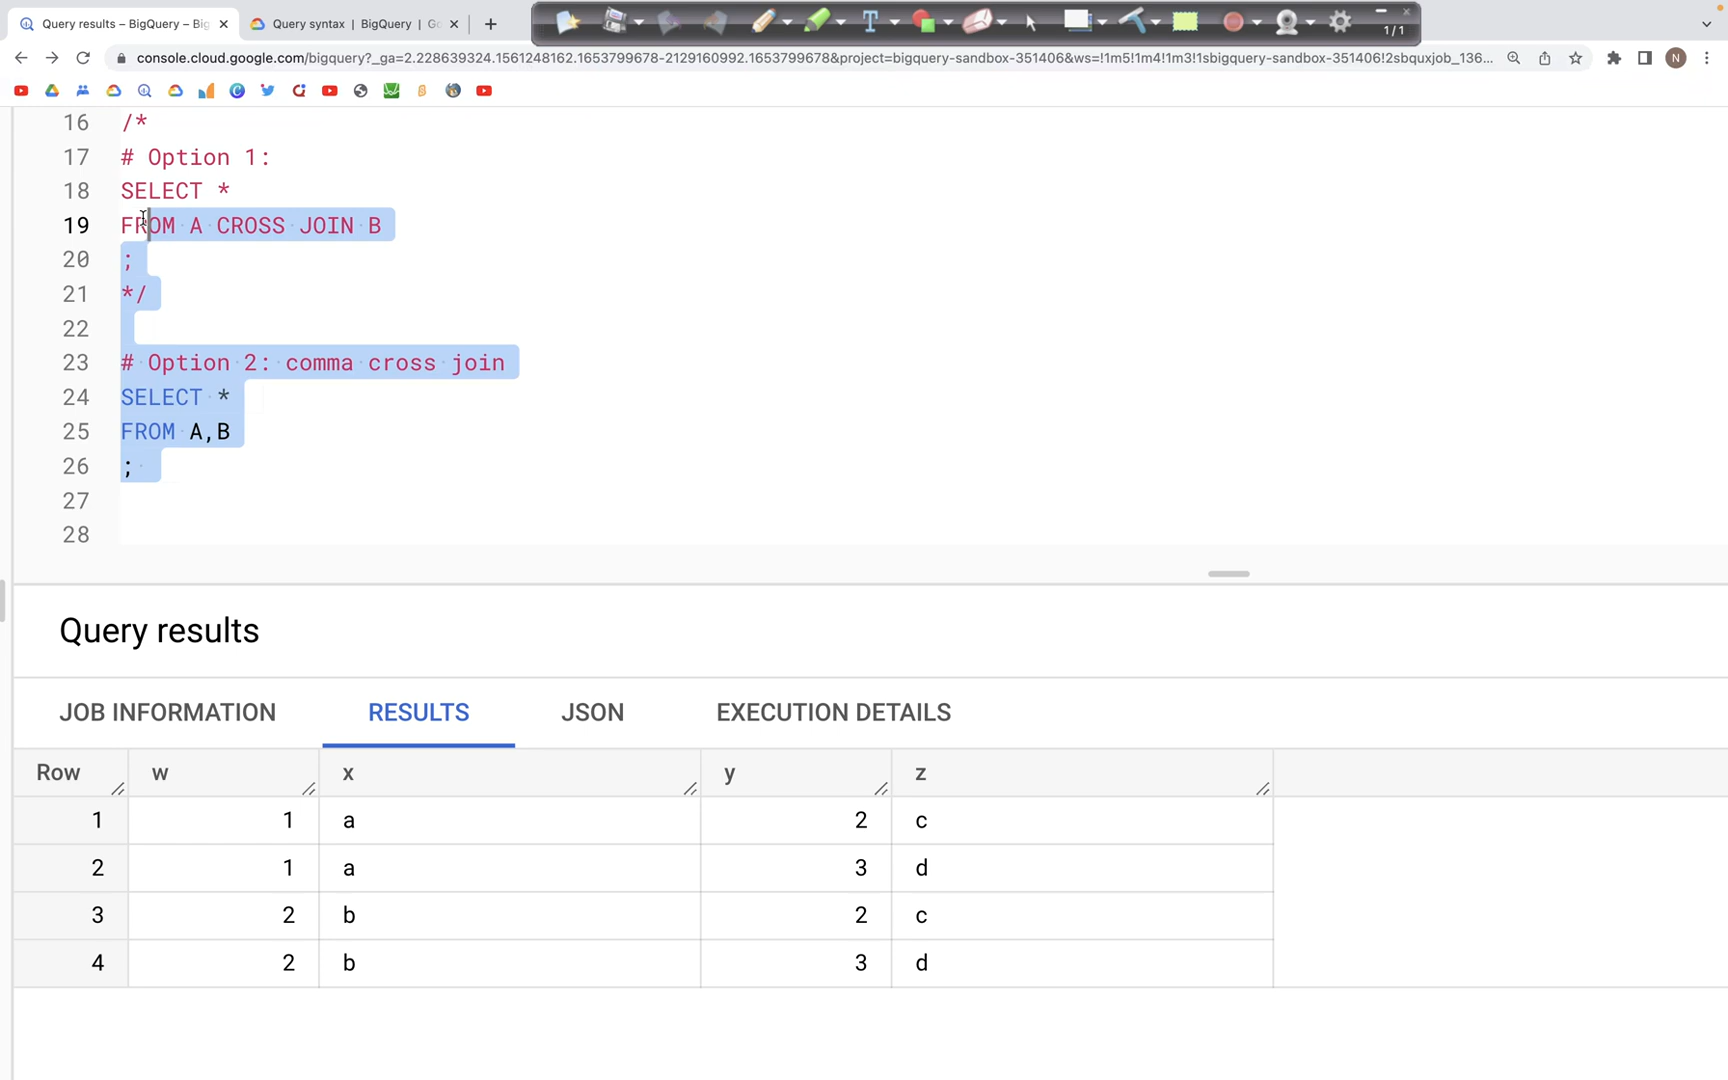 Query results – BigQuery – Big
Query syntax | BigQuery | Go
1/1
console.cloud.google.com/bigquery?_ga=2.228639324.1561248162.1653799678-2129160992.1653799678&project=bigquery-sandbox-351406&ws=!1m5!1m4!1m3!1sbigquery-sandbox-351406!2sbquxjob_136...
N
16 /*
17 # Option 1:
18 SELECT *
19 FROM A CROSS JOIN B
20 ;
21 */
22
23 # Option 2: comma cross join
24 SELECT *
25 FROM A,B
26 ;
27
28
Query results
JOB INFORMATION RESULTS JSON EXECUTION DETAILS
Row w x y z
1 1 a 2 c
2 1 a 3 d
3 2 b 2 c
4 2 b 3 d